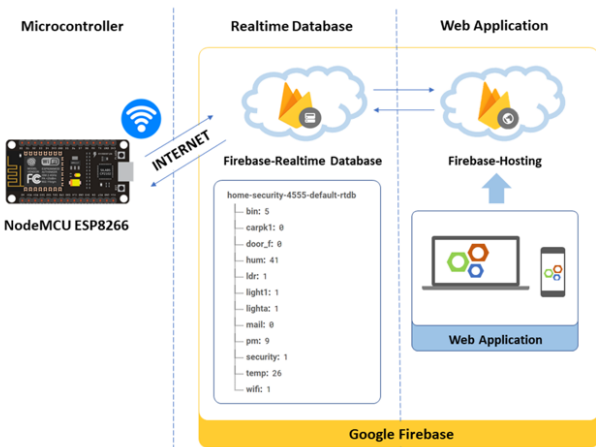 Microcontroller
Realtime Database
Web Application
INTERNET
Firebase-Realtime Database
Firebase-Hosting
NodeMCU ESP8266
home-security-4555-default-rtdb
bin: 5
carpk1: 0
door_f: 0
hum: 41
ldr: 1
light1: 1
lighta: 1
mail: 0
pm: 9
security: 1
temp: 26
wifi: 1
Web Application
Google Firebase